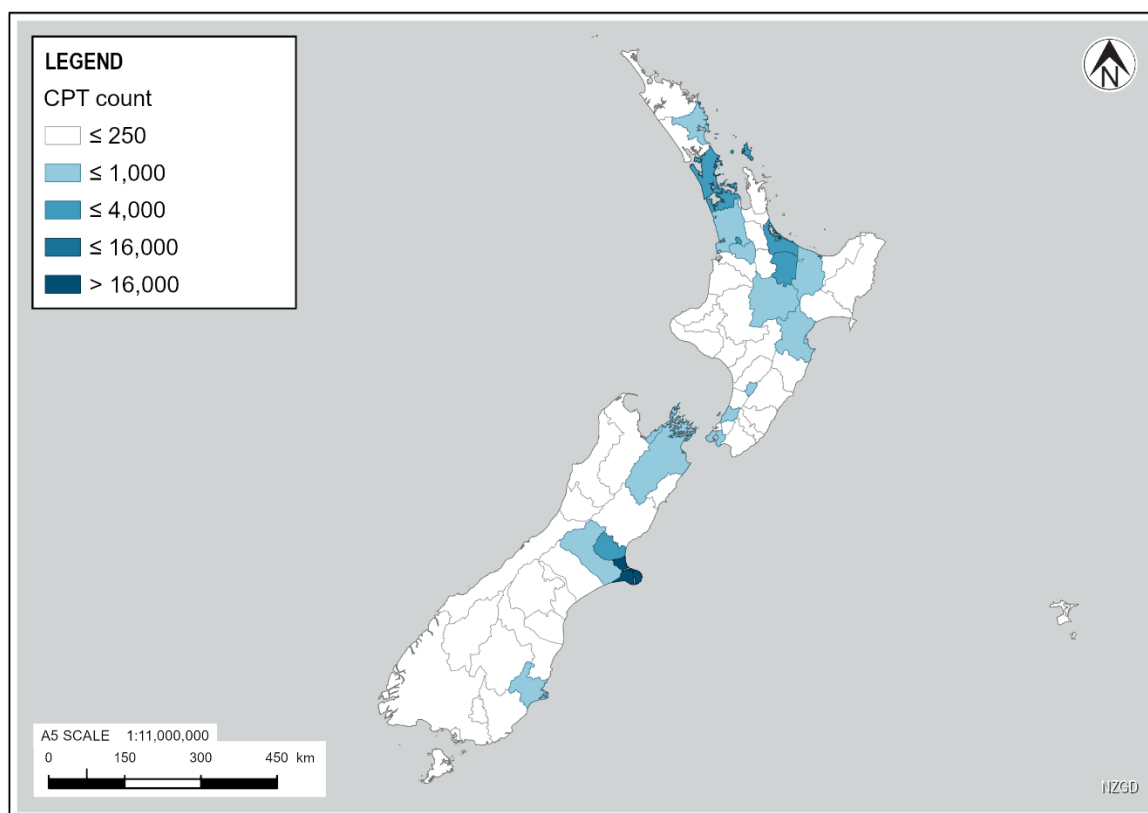 LEGEND
CPT count
≤ 250
≤ 1,000
≤ 4,000
≤ 16,000
> 16,000
N
A5 SCALE 1:11,000,000
0 150 300 450 km
NZGD